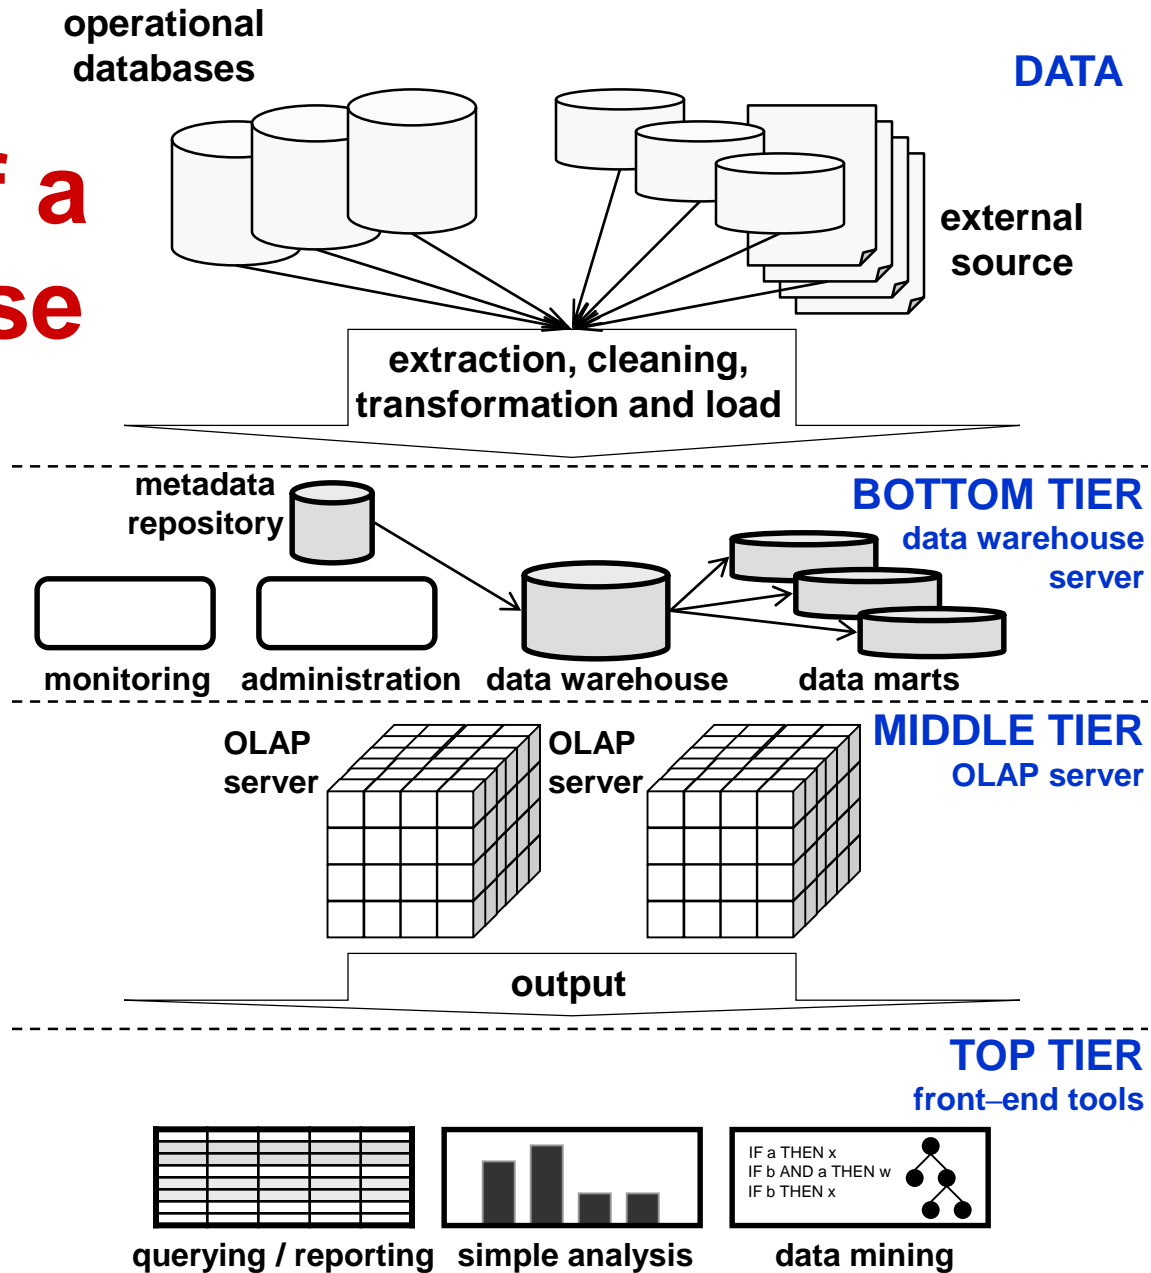 operational
databases
DATA
f a
se
external
source
extraction, cleaning,
transformation and load
metadata
repository
BOTTOM TIER
data warehouse
server
monitoring
administration
data warehouse
data marts
OLAP
server
OLAP
server
MIDDLE TIER
OLAP server
output
TOP TIER
front–end tools
IF a THEN x
IF b AND a THEN w
IF b THEN x
querying / reporting
simple analysis
data mining